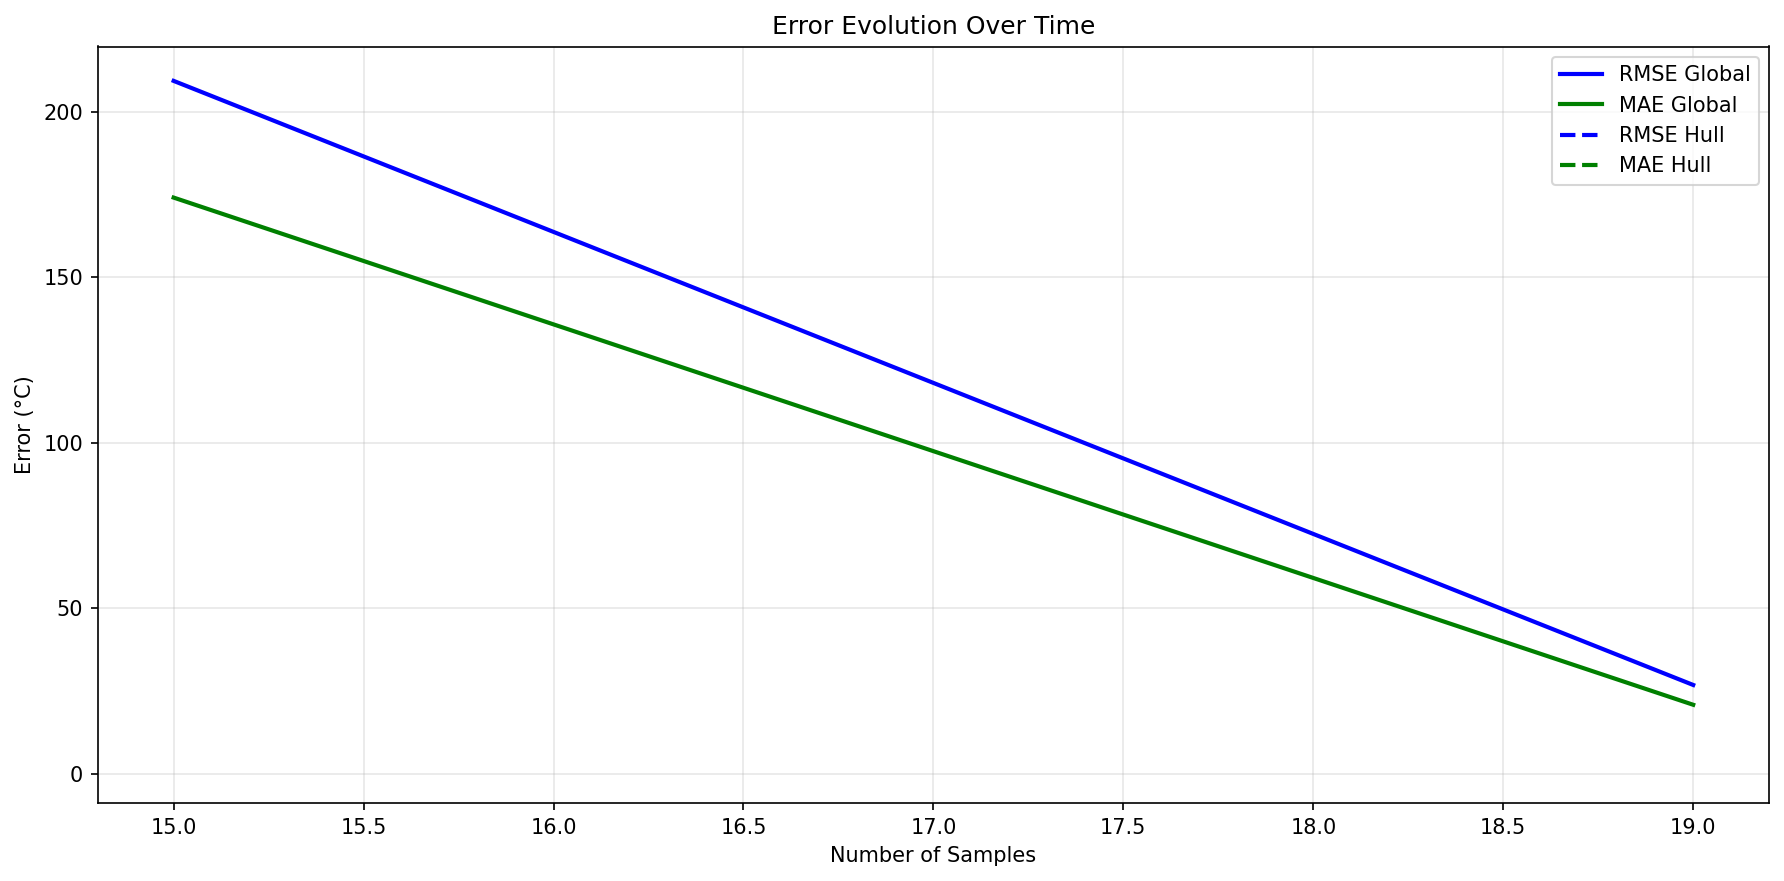 Error Evolution Over Time
RMSE Global
MAE Global
RMSE Hull
MAE Hull
200
150
100
50
0
Error (°C)
15.0 15.5 16.0 16.5 17.0 17.5 18.0 18.5 19.0
Number of Samples